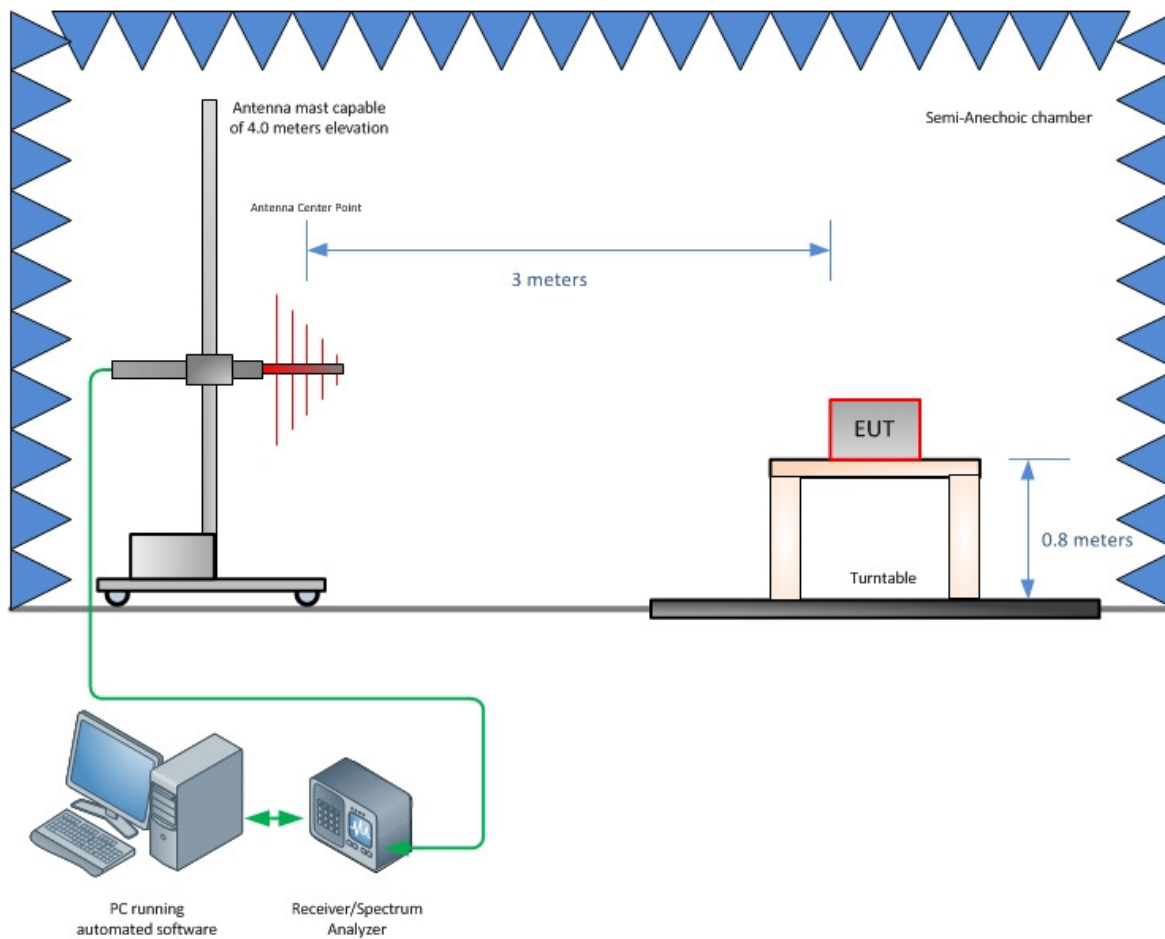 Antenna mast capable
of 4.0 meters elevation
Semi-Anechoic chamber
Antenna Center Point
3 meters
EUT
0.8 meters
Turntable
PC running
automated software
Receiver/Spectrum
Analyzer